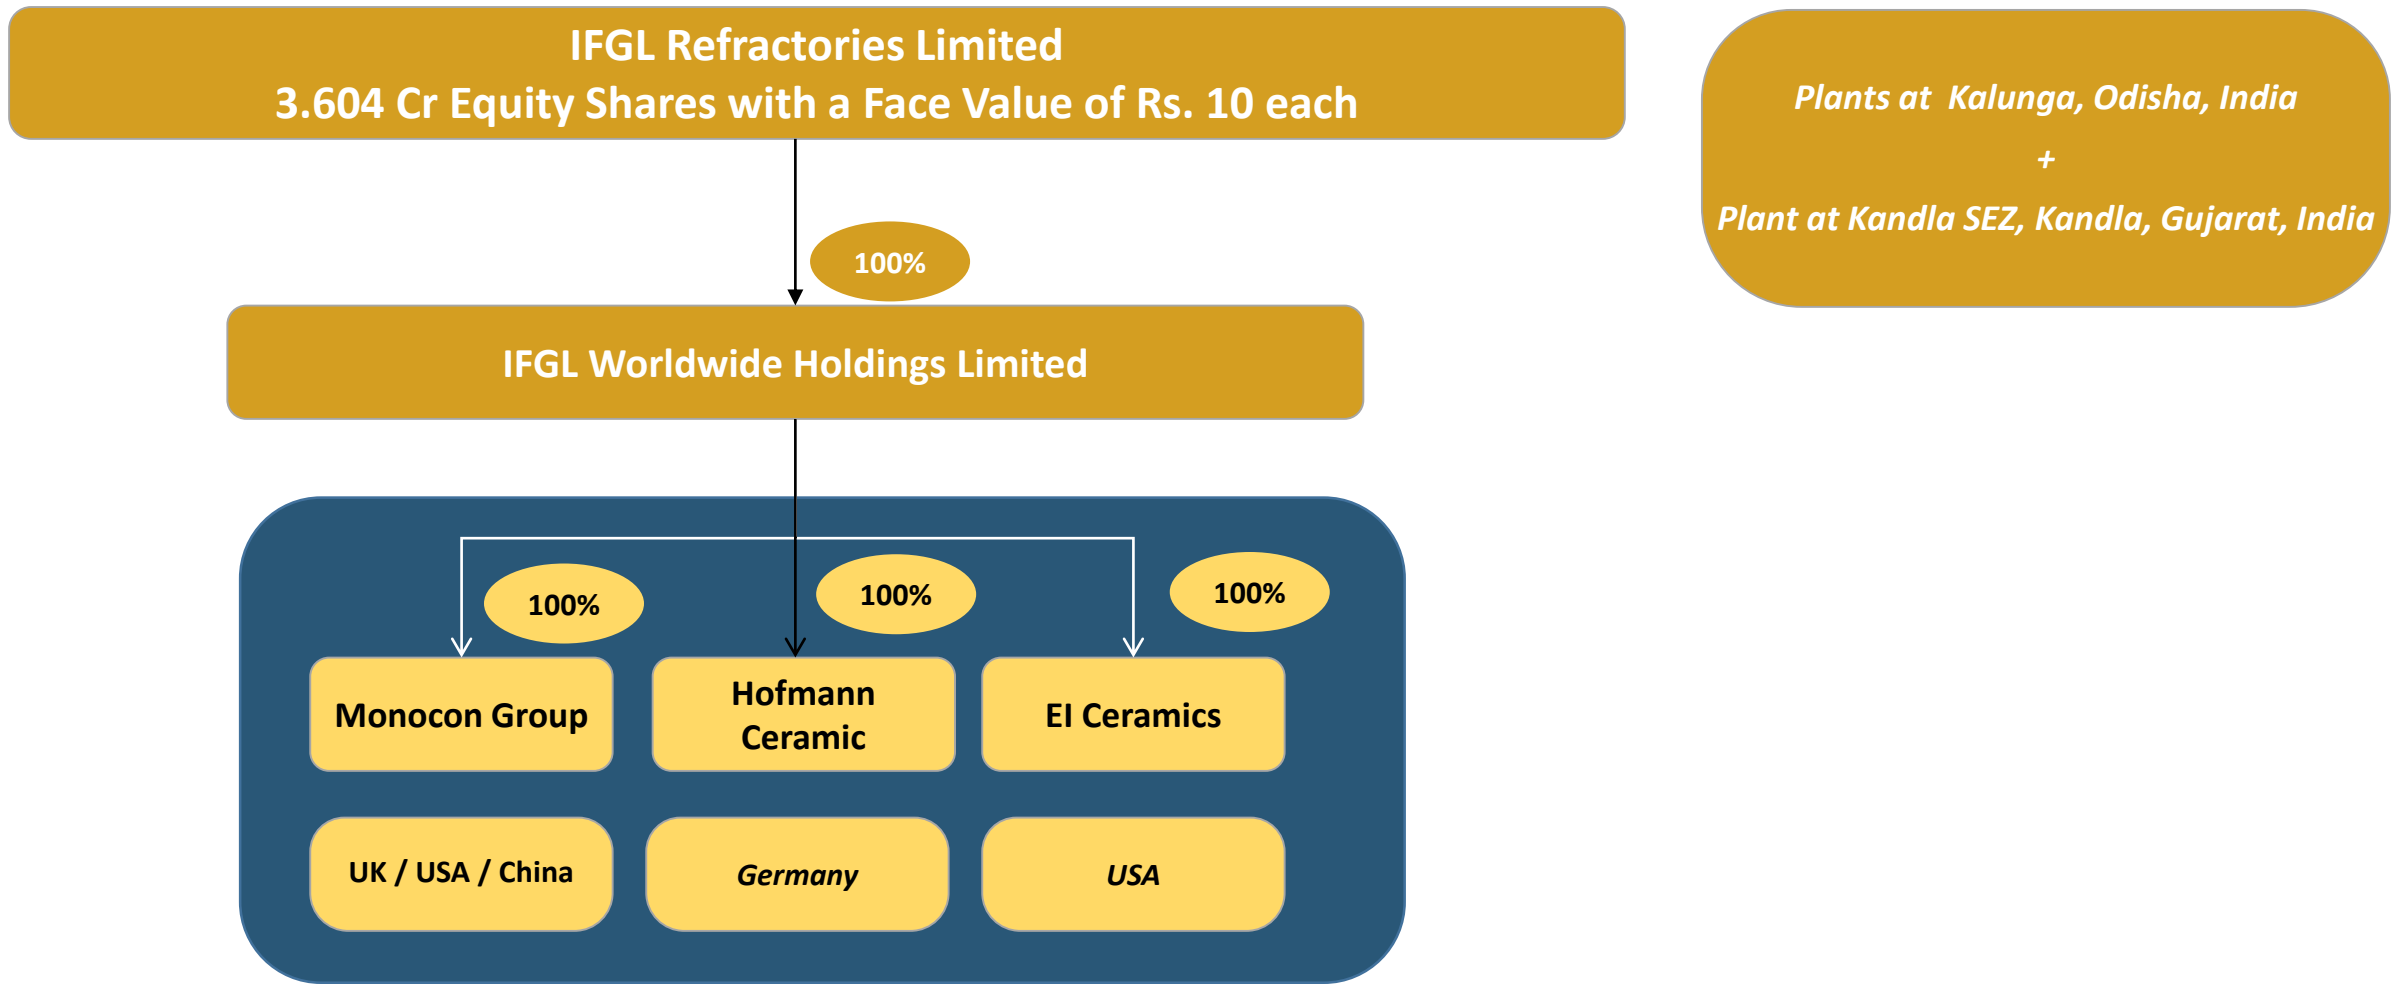 IFGL Refractories Limited
3.604 Cr Equity Shares with a Face Value of Rs. 10 each
Plants at Kalunga, Odisha, India
+
Plant at Kandla SEZ, Kandla, Gujarat, India
100%
IFGL Worldwide Holdings Limited
100%
100%
100%
Monocon Group
Hofmann
Ceramic
EI Ceramics
UK / USA / China
Germany
USA